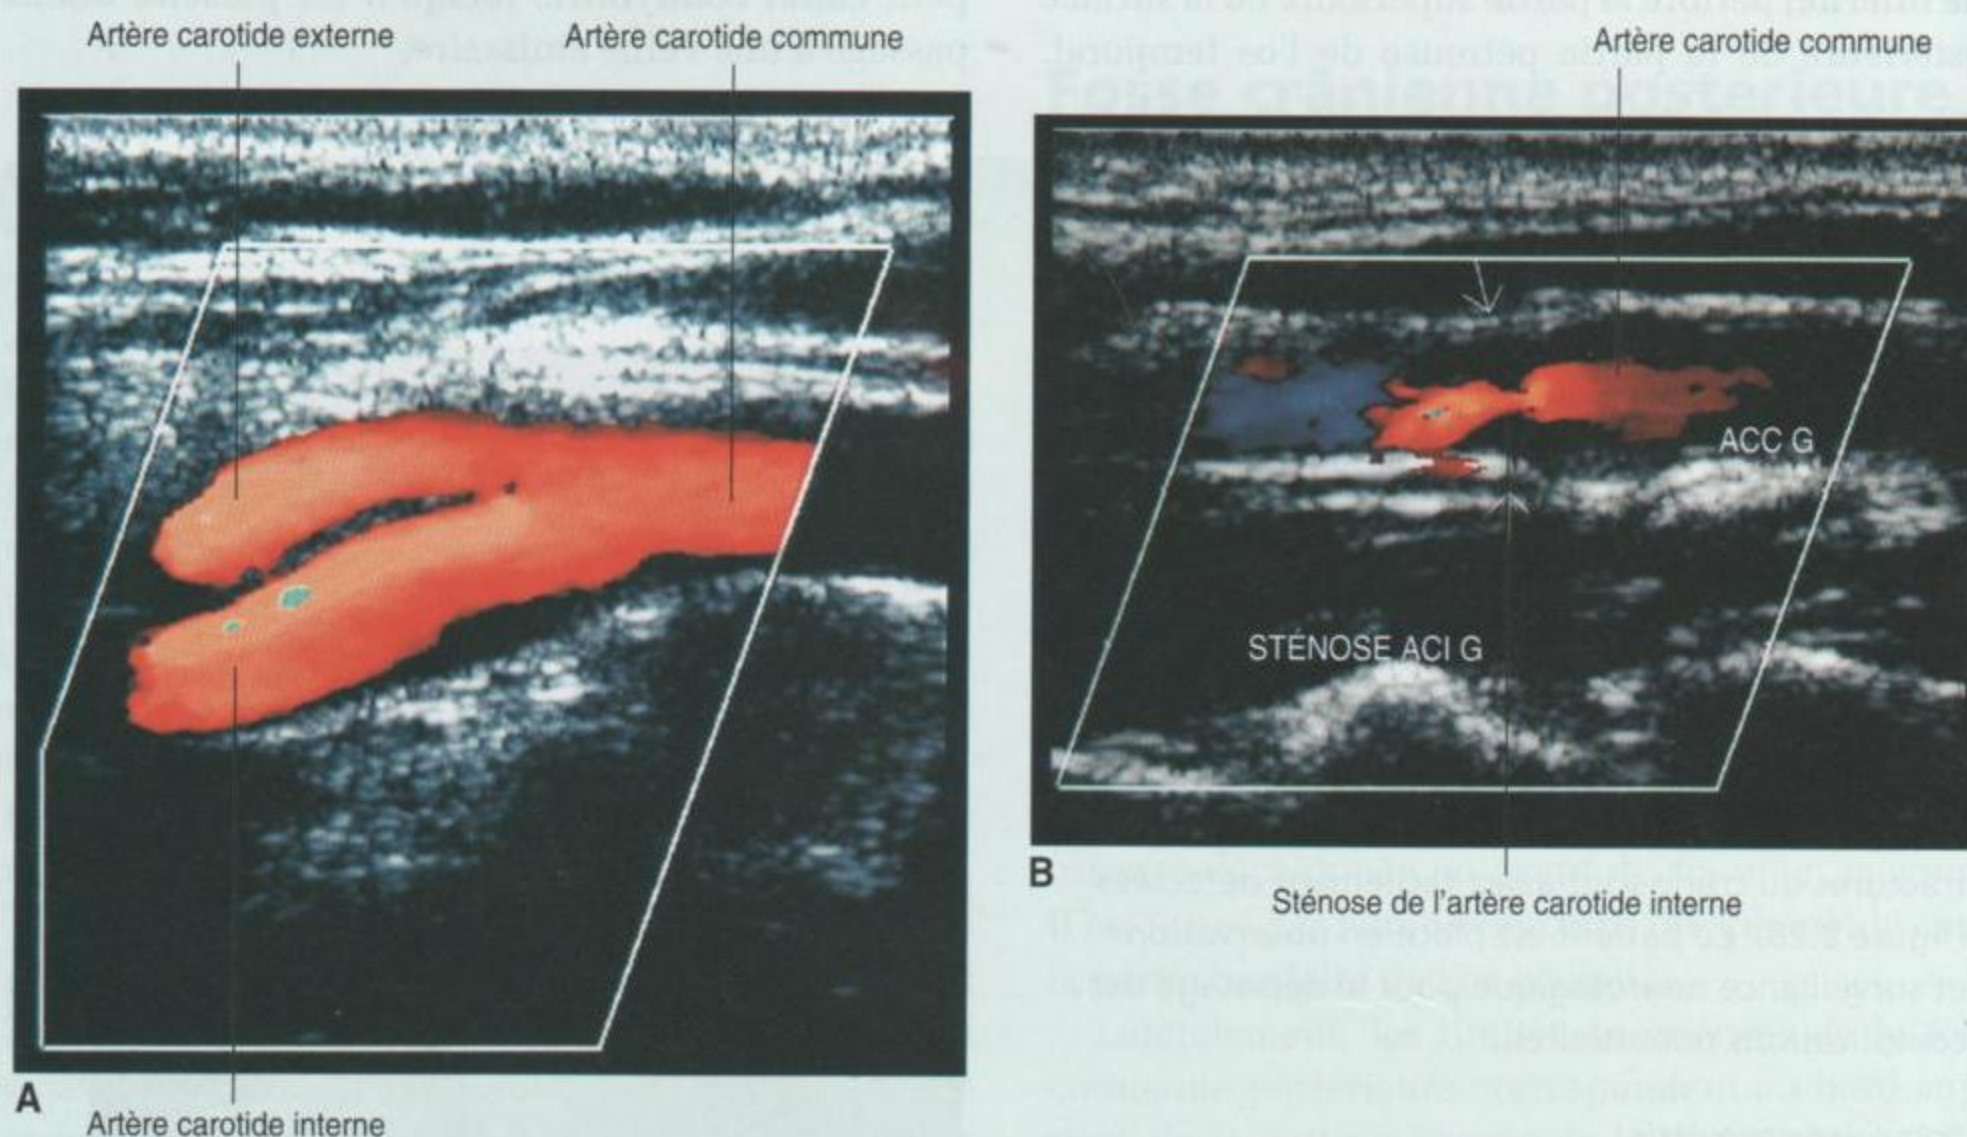 Artère carotide externe
Artère carotide commune
A
Artère carotide interne
Artère carotide commune
ACC G
STÉNOSE ACI G
B
Sténose de l'artère carotide interne